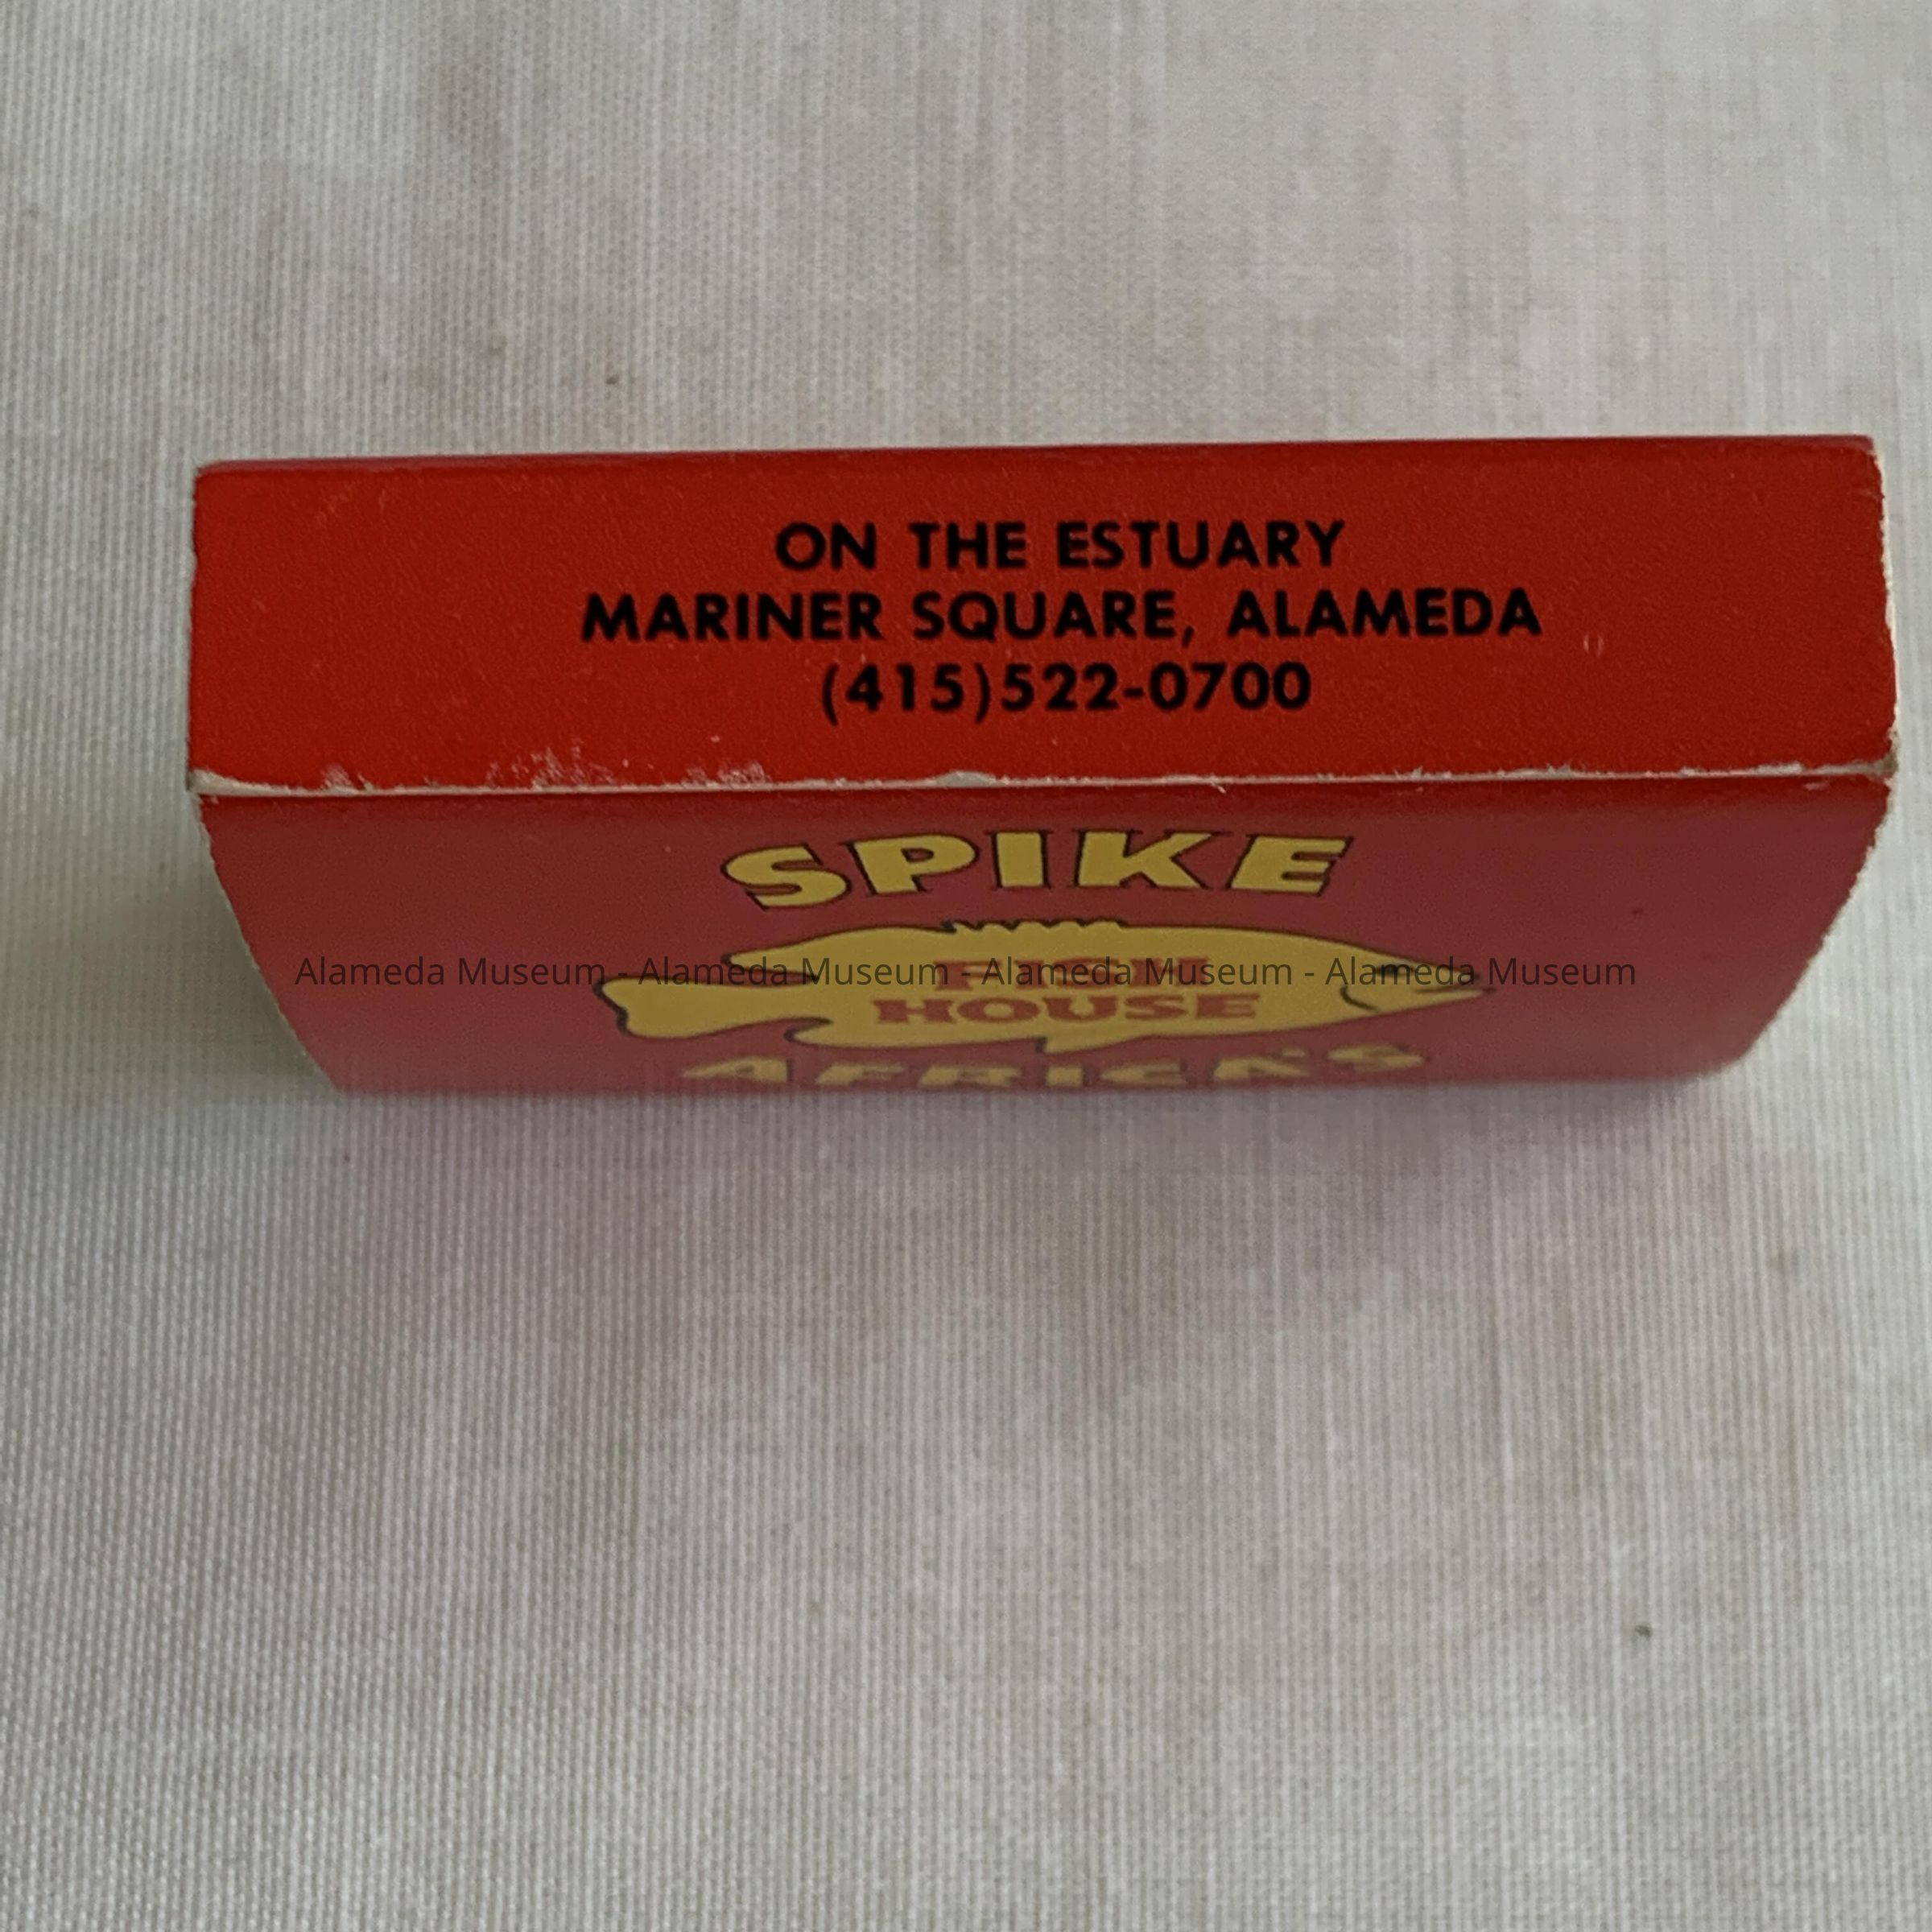 ON THE ESTUARY
MARINER SQUARE, ALAMEDA
(415)522-0700
SPIKE
FISH
HOUSE
AFRICA'S
Alameda Museum - Alameda Museum - Alameda Museum - Alameda Museum